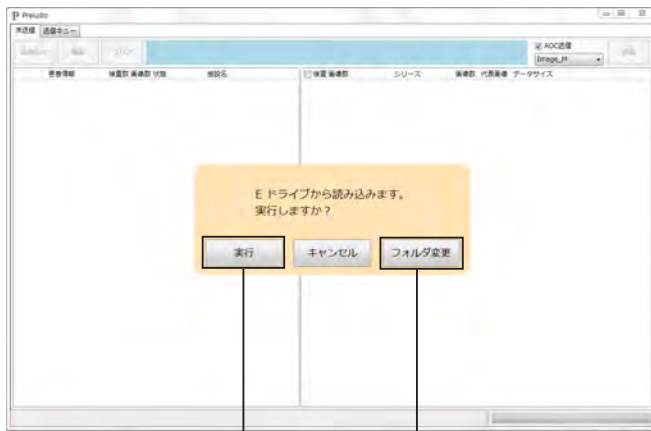 Preludio
未送信 送信キュー
AOC送信
Image_M
患者情報 検査数 画像数 状態 施設名
検査 画像数 シリーズ 画像数 代表画像 データサイズ
E ドライブから読み込みます。
実行しますか？
実行 キャンセル フォルダ変更